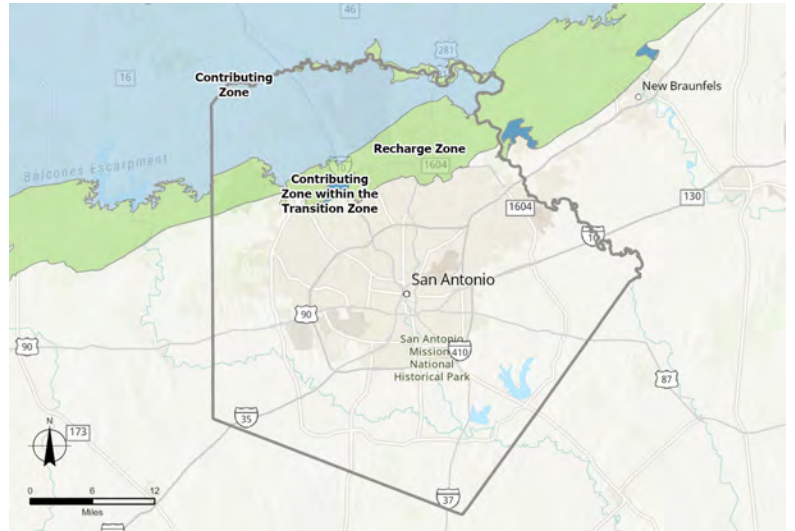 46
281
16
Contributing
Zone
New Braunfels
Recharge Zone
10
1604
Balcones Escarpment
Contributing
Zone within the
Transition Zone
130
1604
10
San Antonio
90
San Antonio
Mission
National
Historical Park
410
90
87
35
173
N
37
0 6 12
Miles